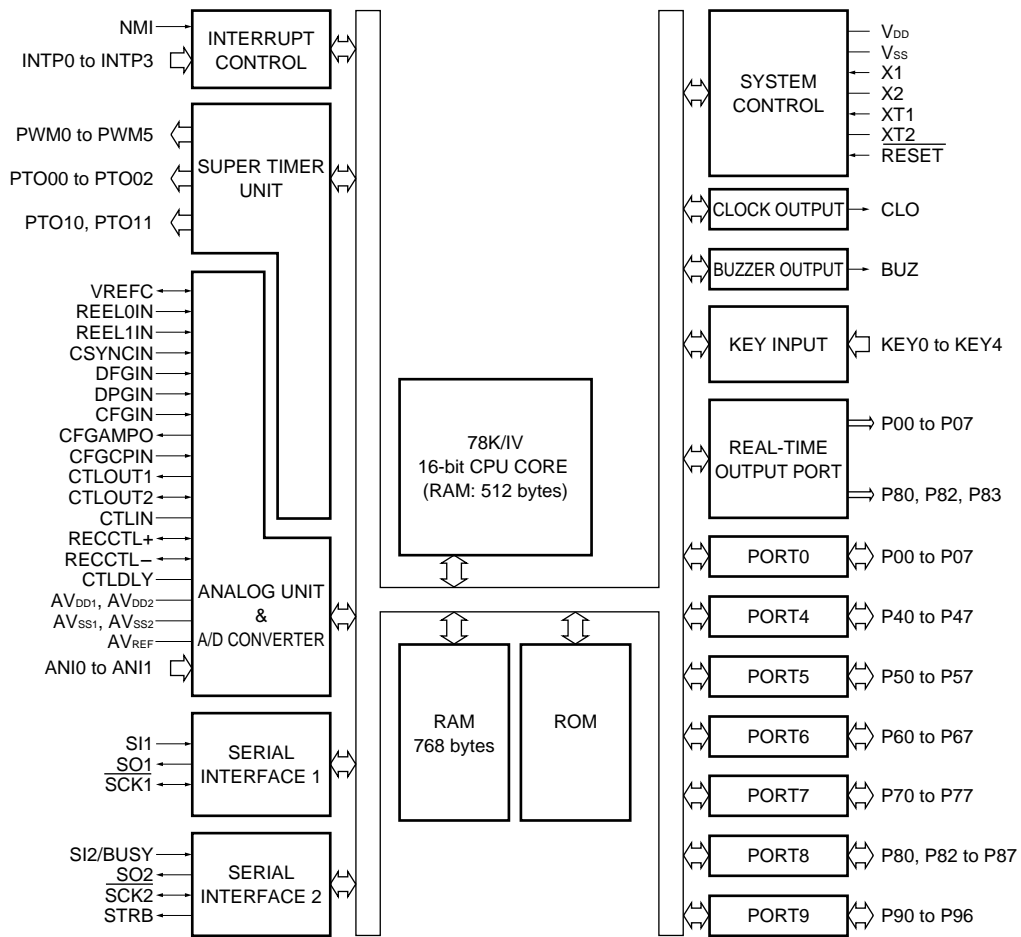 NMI
INTP0 to INTP3
INTERRUPT
CONTROL
PWM0 to PWM5
PTO00 to PTO02
PTO10, PTO11
SUPER TIMER
UNIT
VREFC
REEL0IN
REEL1IN
CSYNCIN
DFGIN
DPGIN
CFGIN
CFGAMPO
CFGCPIN
CTLOUT1
CTLOUT2
CTLIN
RECCTL+
RECCTL−
CTLDLY
AVDD1, AVDD2
AVSS1, AVSS2
AVREF
ANI0 to ANI1
ANALOG UNIT
&
A/D CONVERTER
SI1
SO1
SCK1
SERIAL
INTERFACE 1
SI2/BUSY
SO2
SCK2
STRB
SERIAL
INTERFACE 2
78K/IV
16-bit CPU CORE
(RAM: 512 bytes)
RAM
768 bytes
ROM
SYSTEM
CONTROL
VDD
VSS
X1
X2
XT1
XT2
RESET
CLOCK OUTPUT
CLO
BUZZER OUTPUT
BUZ
KEY INPUT
KEY0 to KEY4
REAL-TIME
OUTPUT PORT
P00 to P07
P80, P82, P83
PORT0
P00 to P07
PORT4
P40 to P47
PORT5
P50 to P57
PORT6
P60 to P67
PORT7
P70 to P77
PORT8
P80, P82 to P87
PORT9
P90 to P96